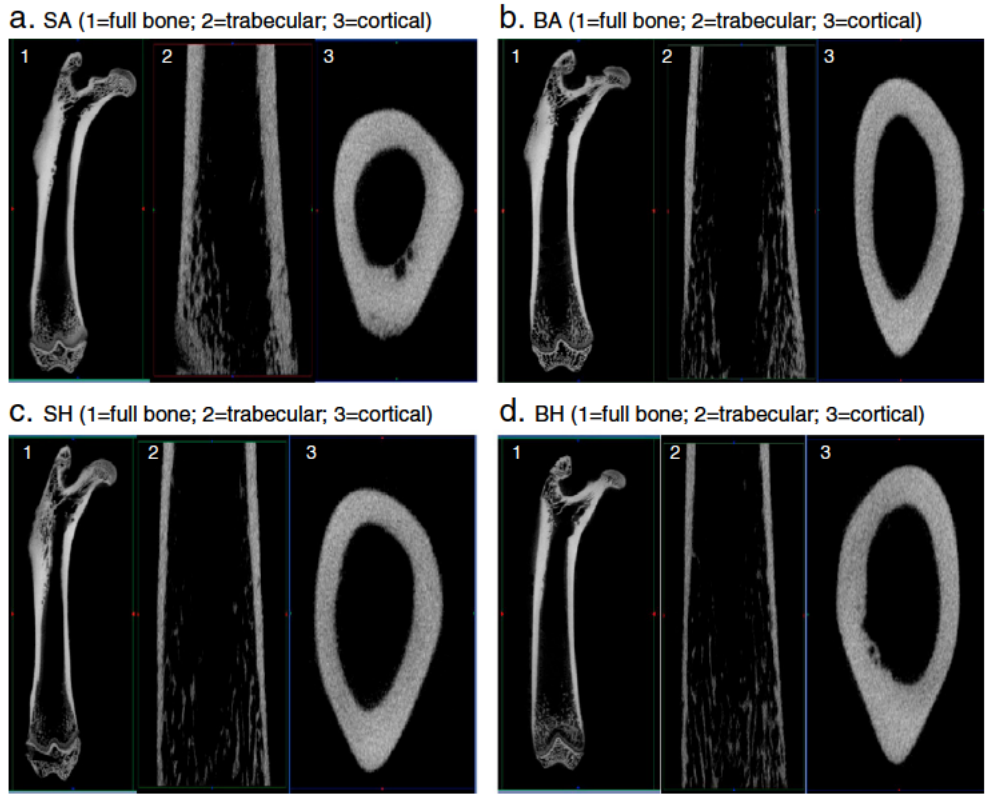 a. SA (1=full bone; 2=trabecular; 3=cortical)
1 2 3
b. BA (1=full bone; 2=trabecular; 3=cortical)
1 2 3
c. SH (1=full bone; 2=trabecular; 3=cortical)
1 2 3
d. BH (1=full bone; 2=trabecular; 3=cortical)
1 2 3